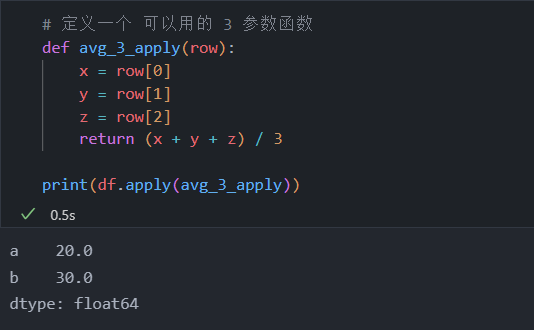 # 定义一个 可以用的 3 参数函数
def avg_3_apply(row):
    x = row[0]
    y = row[1]
    z = row[2]
    return (x + y + z) / 3

print(df.apply(avg_3_apply))
0.5s
a    20.0
b    30.0
dtype: float64